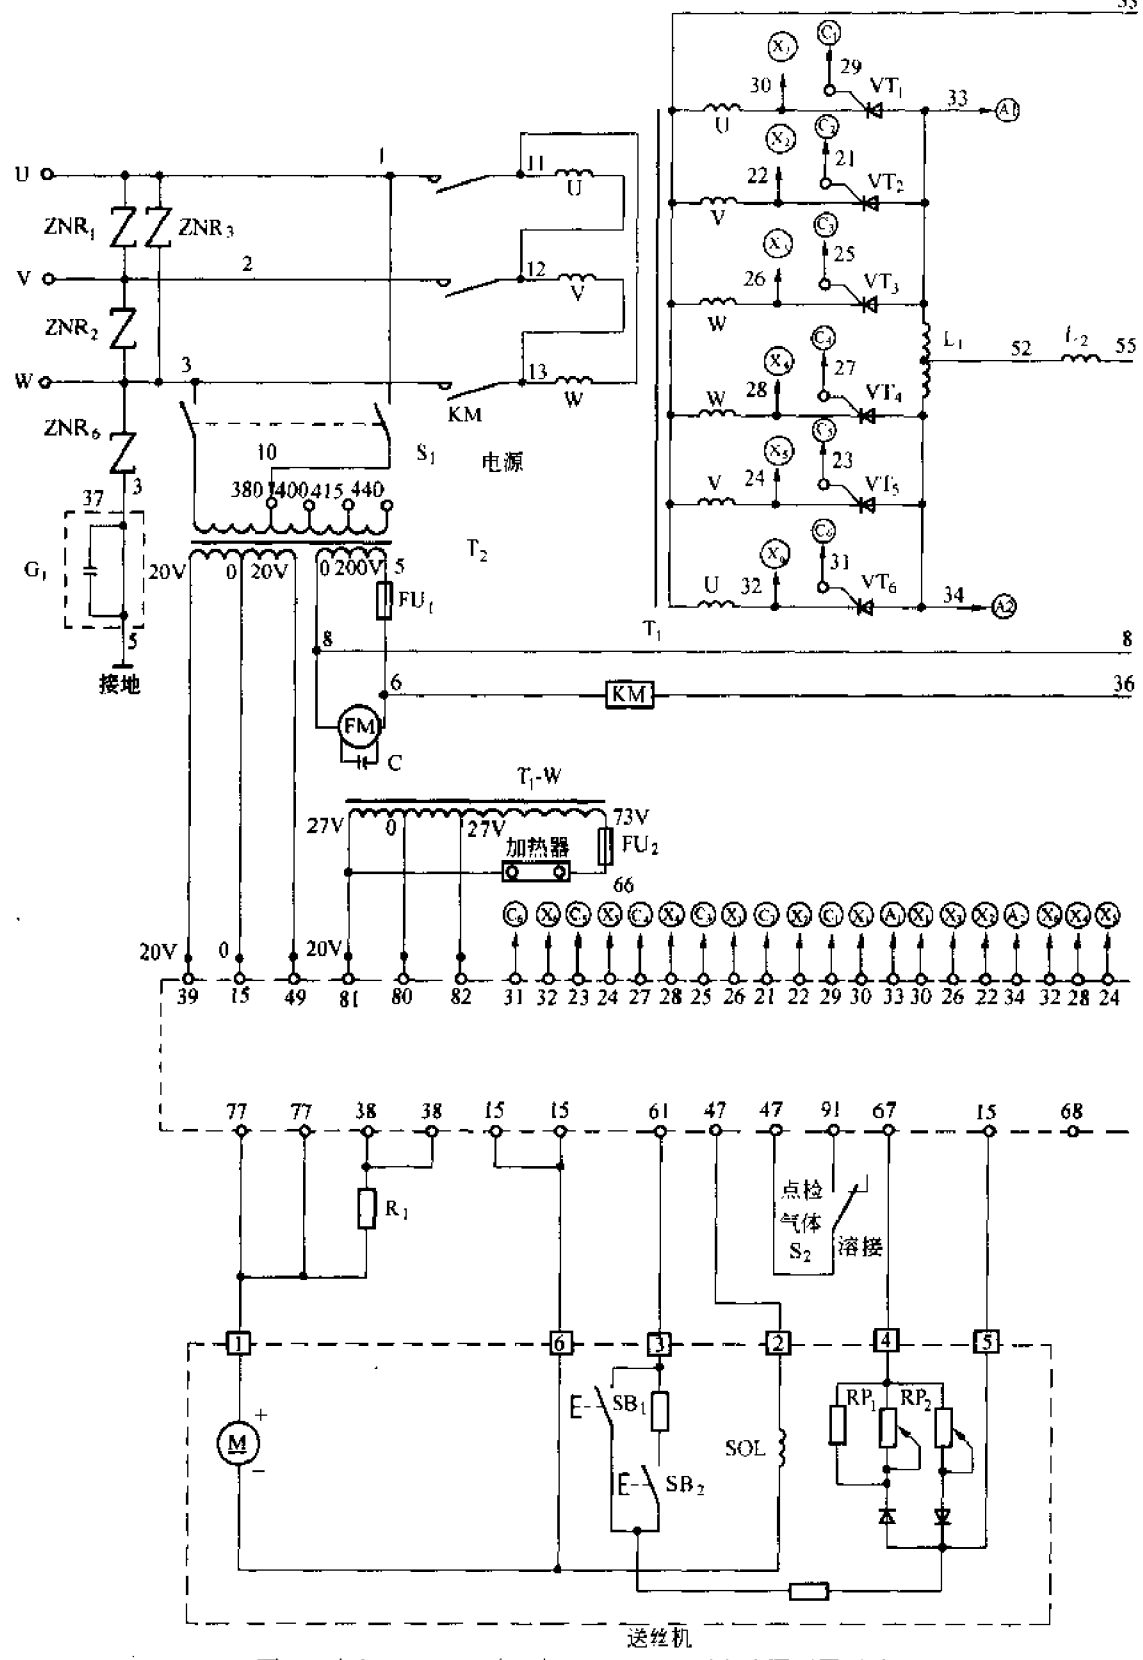 X₁
C₁
29
30
VT₁
33
A1
U
X₂
C₂
21
22
VT₂
V
C₃
25
26
VT₃
W
L₁
52
55
C₄
27
X₄
28
VT₄
W
C₅
23
X₅
24
VT₅
V
C₆
31
X₆
32
VT₆
U
34
A2
T₁
U
1
11
U
ZNR₁
ZNR₃
V
2
12
V
ZNR₂
W
3
13
W
KM
ZNR₆
10
S₁
电源
3
380 400 415 440
37
G₁
T₂
20V 0 20V 0 200V 5
FU₁
5
接地
8
8
6
KM
36
FM
C
T₁-W
27V 0 27V 73V
加热器
FU₂
66
C₆ X₆ C₅ X₅ C₄ X₄ C₃ X₃ C₂ X₂ C₁ X₁ A₁ X₁ X₃ X₂ A₂ X₆ X₄ X₅
20V 0 20V
39 15 49 81 80 82 31 32 23 24 27 28 25 26 21 22 29 30 33 30 26 22 34 32 28 24
77 77 38 38 15 15 61 47 47 91 67 15 68
R₁
点检
气体
S₂
溶接
1 6 3 2 4 5
SB₁
RP₁ RP₂
+
M
−
SOL
SB₂
送丝机